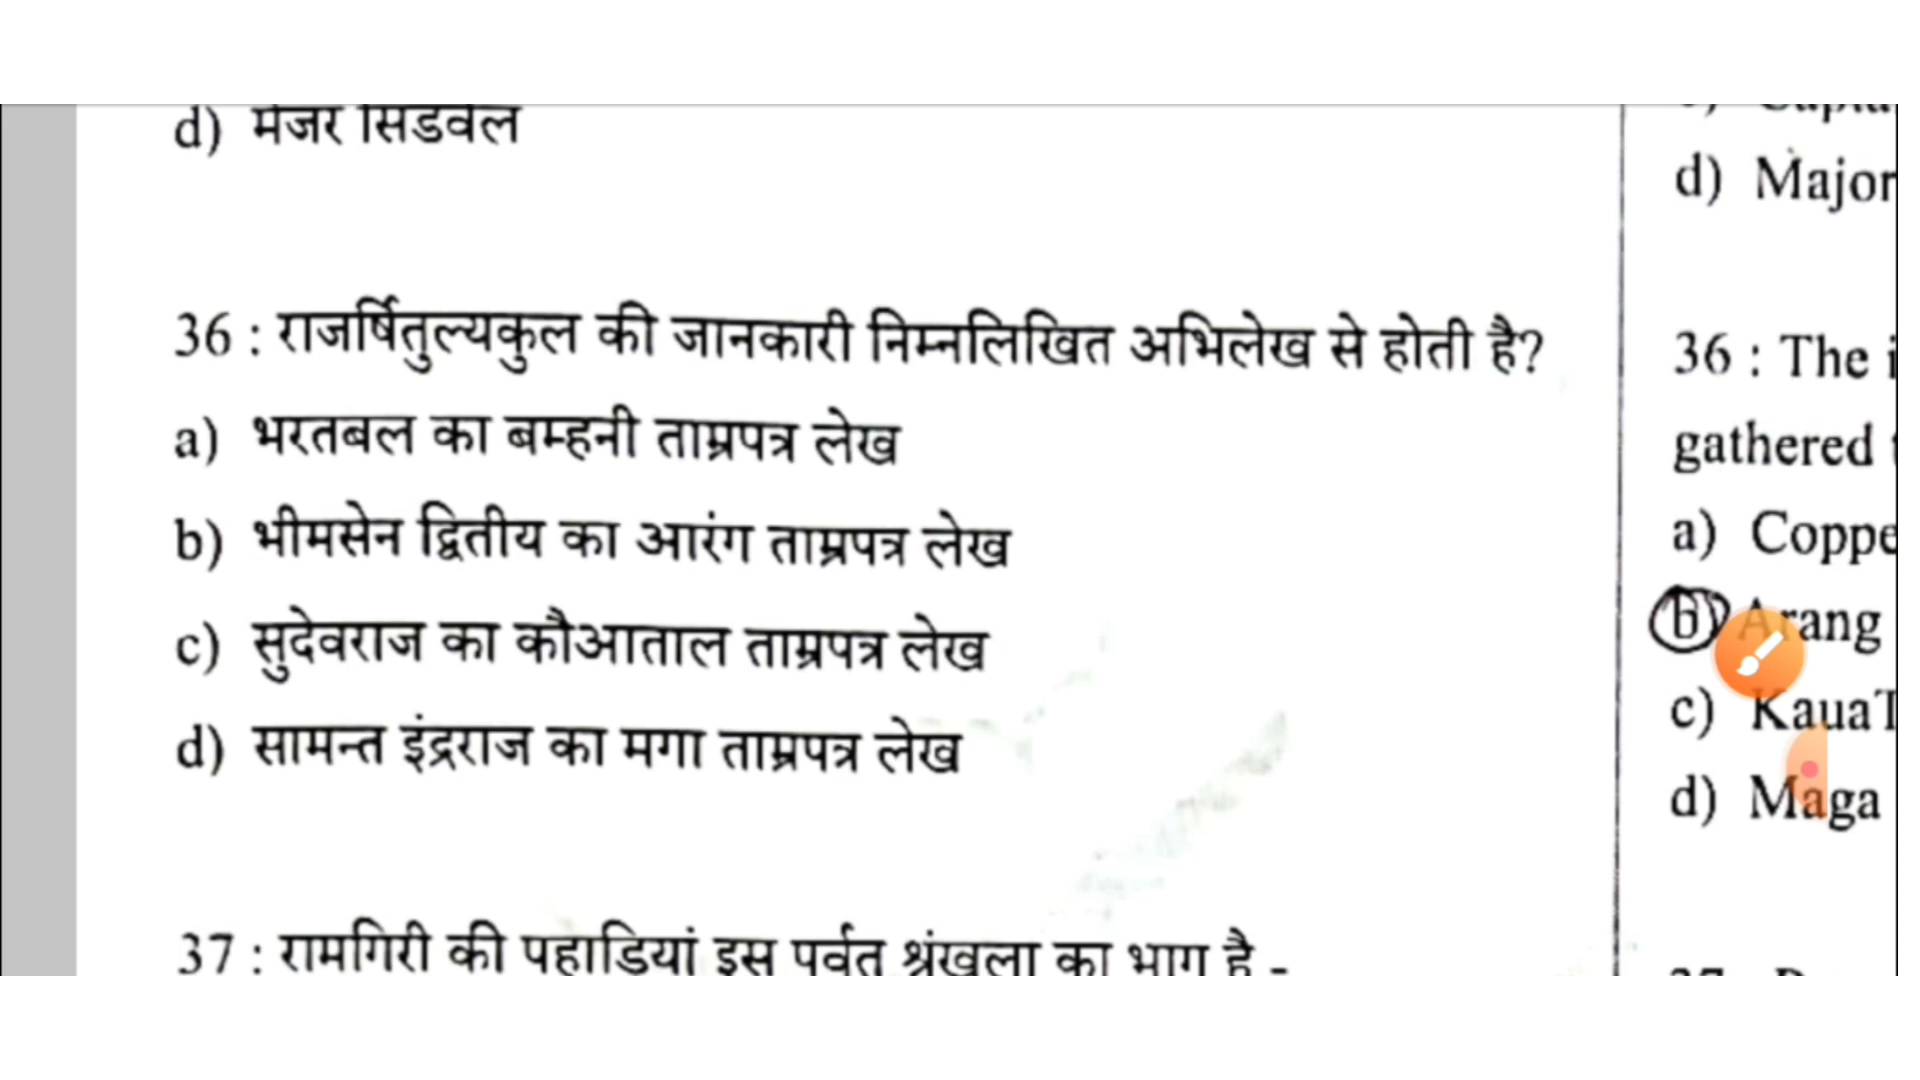 d) मेजर सिडवेल
36 : राजर्षितुल्यकुल की जानकारी निम्नलिखित अभिलेख से होती है?
a) भरतबल का बम्हनी ताम्रपत्र लेख
b) भीमसेन द्वितीय का आरंग ताम्रपत्र लेख
c) सुदेवराज का कौआताल ताम्रपत्र लेख
d) सामन्त इंद्रराज का मगा ताम्रपत्र लेख
37 : रामगिरी की पहाडियां इस पर्वत श्रंखला का भाग है -
d) Major
36 : The
gathered
a) Coppe
b) Arang
c) KauaT
d) Maga